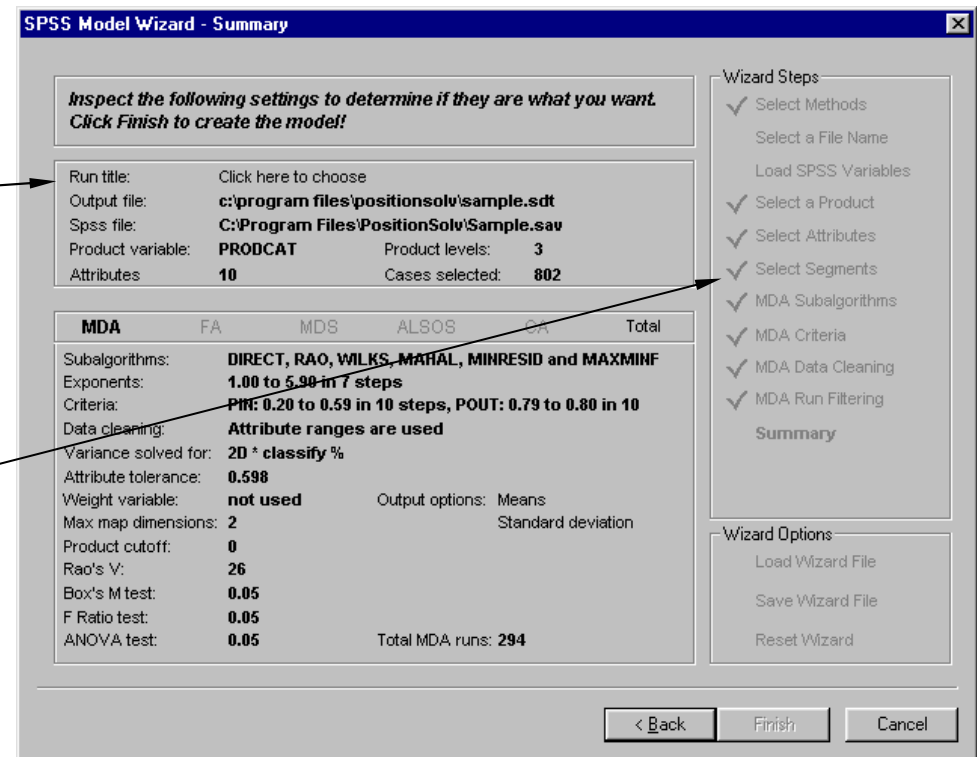 SPSS Model Wizard - Summary
Inspect the following settings to determine if they are what you want.
Click Finish to create the model!
Run title: Click here to choose
Output file: c:\program files\positionsolv\sample.sdt
Spss file: C:\Program Files\PositionSolv\Sample.sav
Product variable: PRODCAT Product levels: 3
Attributes 10 Cases selected: 802
MDA FA MDS ALSOS CA Total
Subalgorithms: DIRECT, RAO, WILKS, MAHAL, MINRESID and MAXMINF
Exponents: 1.00 to 5.90 in 7 steps
Criteria: PIN: 0.20 to 0.59 in 10 steps, POUT: 0.79 to 0.80 in 10
Data cleaning: Attribute ranges are used
Variance solved for: 2D * classify %
Attribute tolerance: 0.598
Weight variable: not used Output options: Means
Max map dimensions: 2 Standard deviation
Product cutoff: 0
Rao's V: 26
Box's M test: 0.05
F Ratio test: 0.05
ANOVA test: 0.05 Total MDA runs: 294
Wizard Steps
Select Methods
Select a File Name
Load SPSS Variables
Select a Product
Select Attributes
Select Segments
MDA Subalgorithms
MDA Criteria
MDA Data Cleaning
MDA Run Filtering
Summary
Wizard Options
Load Wizard File
Save Wizard File
Reset Wizard
< Back Finish Cancel